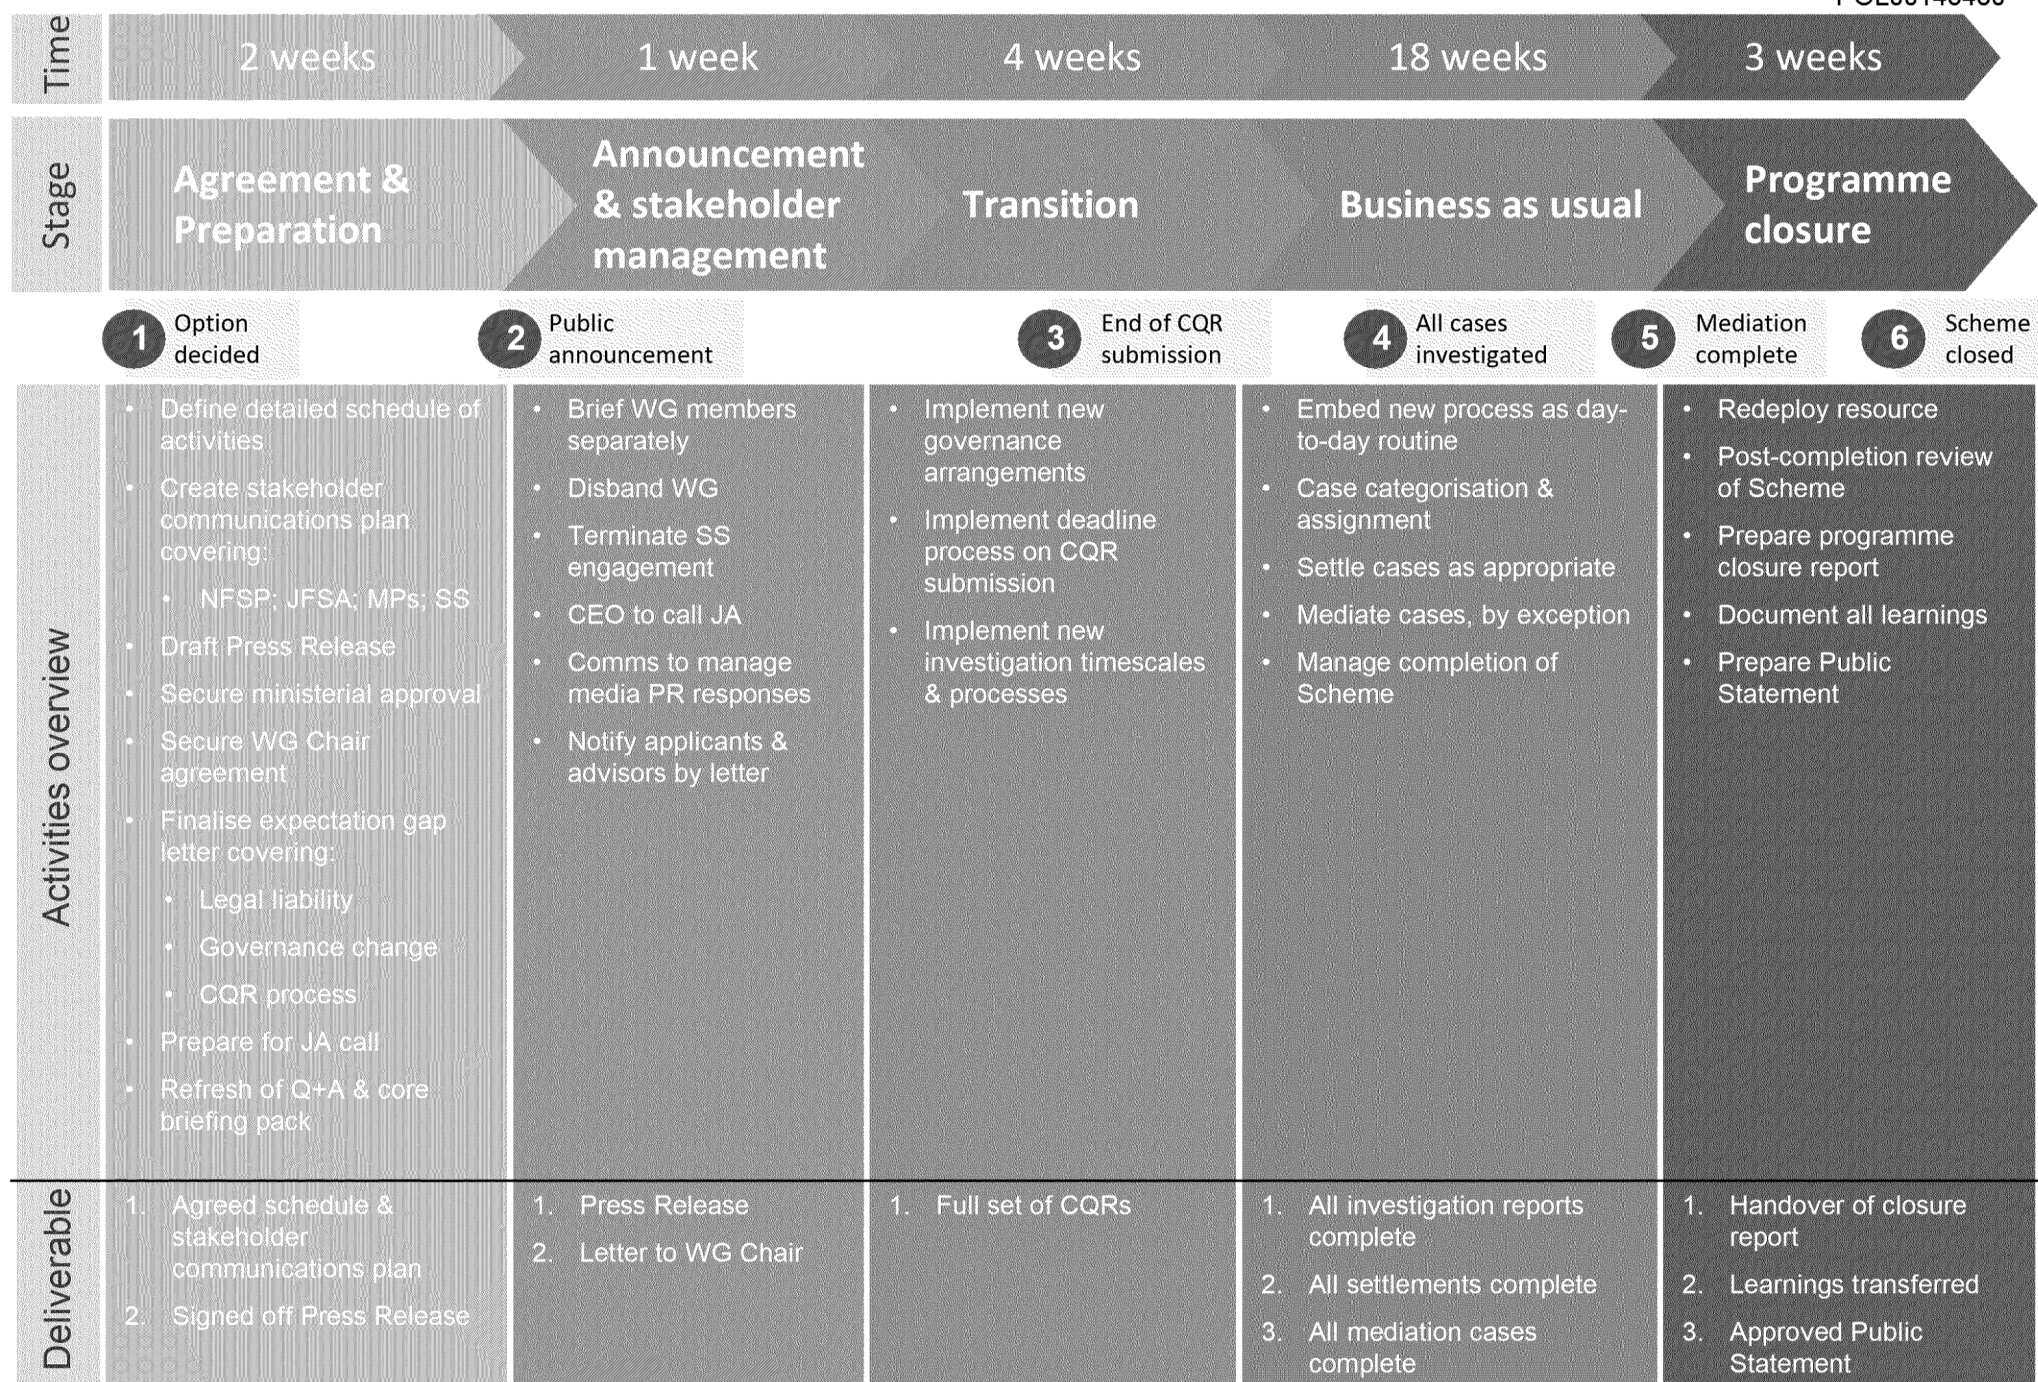 Time
2 weeks
1 week
4 weeks
18 weeks
3 weeks
Stage
Agreement &
Preparation
Announcement
& stakeholder
management
Transition
Business as usual
Programme
closure
1 Option
decided
2 Public
announcement
3 End of CQR
submission
4 All cases
investigated
5 Mediation
complete
6 Scheme
closed
Activities overview
• Define detailed schedule of
activities
• Create stakeholder
communications plan
covering:
• NFSP; JFSA; MPs; SS
• Draft Press Release
• Secure ministerial approval
• Secure WG Chair
agreement
• Finalise expectation gap
letter covering:
• Legal liability
• Governance change
• CQR process
• Prepare for JA call
• Refresh of Q+A & core
briefing pack
• Brief WG members
separately
• Disband WG
• Terminate SS
engagement
• CEO to call JA
• Comms to manage
media PR responses
• Notify applicants &
advisors by letter
• Implement new
governance
arrangements
• Implement deadline
process on CQR
submission
• Implement new
investigation timescales
& processes
• Embed new process as day-
to-day routine
• Case categorisation &
assignment
• Settle cases as appropriate
• Mediate cases, by exception
• Manage completion of
Scheme
• Redeploy resource
• Post-completion review
of Scheme
• Prepare programme
closure report
• Document all learnings
• Prepare Public
Statement
Deliverable
1. Agreed schedule &
stakeholder
communications plan
2. Signed off Press Release
1. Press Release
2. Letter to WG Chair
1. Full set of CQRs
1. All investigation reports
complete
2. All settlements complete
3. All mediation cases
complete
1. Handover of closure
report
2. Learnings transferred
3. Approved Public
Statement